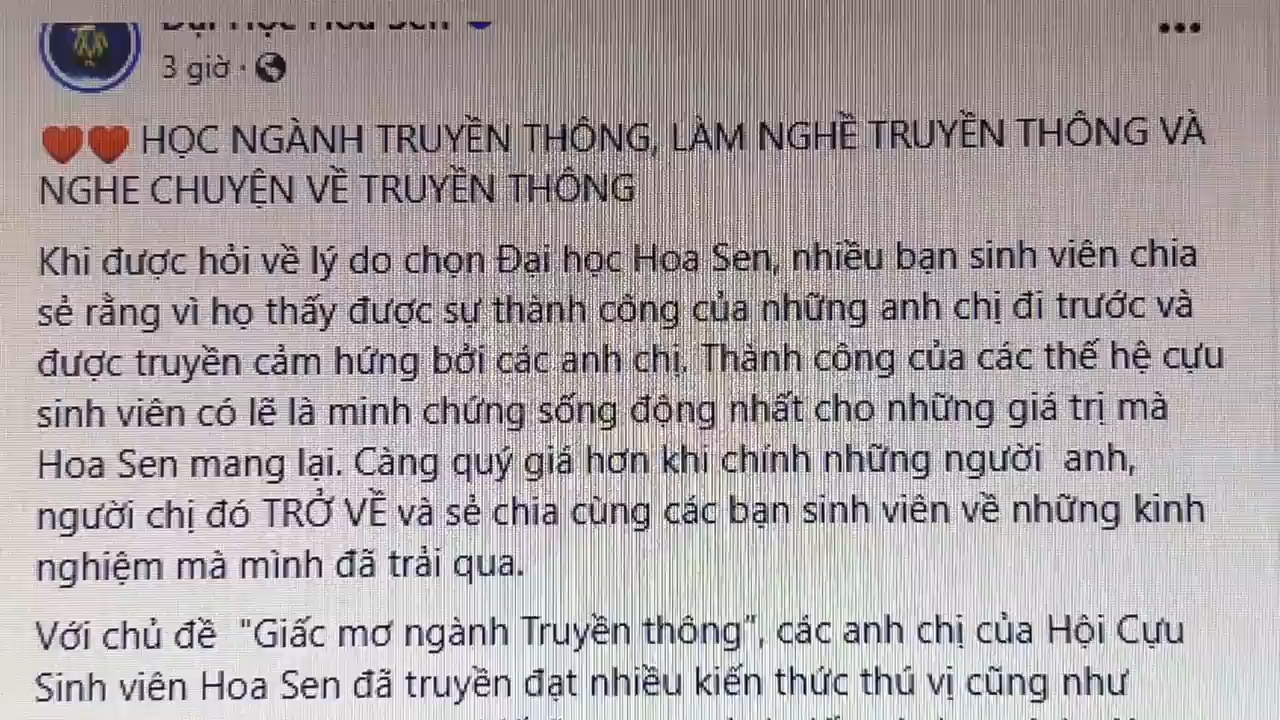 Đại Học Hoa Sen
3 giờ ·
HỌC NGÀNH TRUYỀN THÔNG, LÀM NGHỀ TRUYỀN THÔNG VÀ
NGHE CHUYỆN VỀ TRUYỀN THÔNG
Khi được hỏi về lý do chọn Đại học Hoa Sen, nhiều bạn sinh viên chia
sẻ rằng vì họ thấy được sự thành công của những anh chị đi trước và
được truyền cảm hứng bởi các anh chị. Thành công của các thế hệ cựu
sinh viên có lẽ là minh chứng sống động nhất cho những giá trị mà
Hoa Sen mang lại. Càng quý giá hơn khi chính những người  anh,
người chị đó TRỞ VỀ và sẻ chia cùng các bạn sinh viên về những kinh
nghiệm mà mình đã trải qua.
Với chủ đề  "Giấc mơ ngành Truyền thông", các anh chị của Hội Cựu
Sinh viên Hoa Sen đã truyền đạt nhiều kiến thức thú vị cũng như